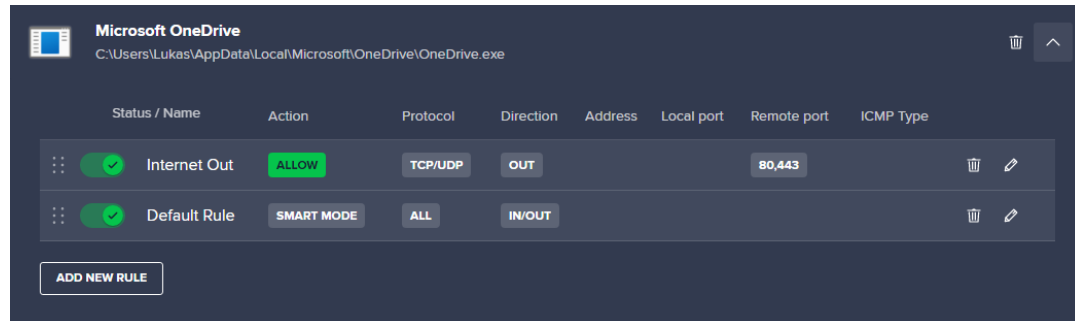 Microsoft OneDrive
C:\Users\Lukas\AppData\Local\Microsoft\OneDrive\OneDrive.exe
Status / Name Action Protocol Direction Address Local port Remote port ICMP Type
Internet Out ALLOW TCP/UDP OUT 80,443
Default Rule SMART MODE ALL IN/OUT
ADD NEW RULE